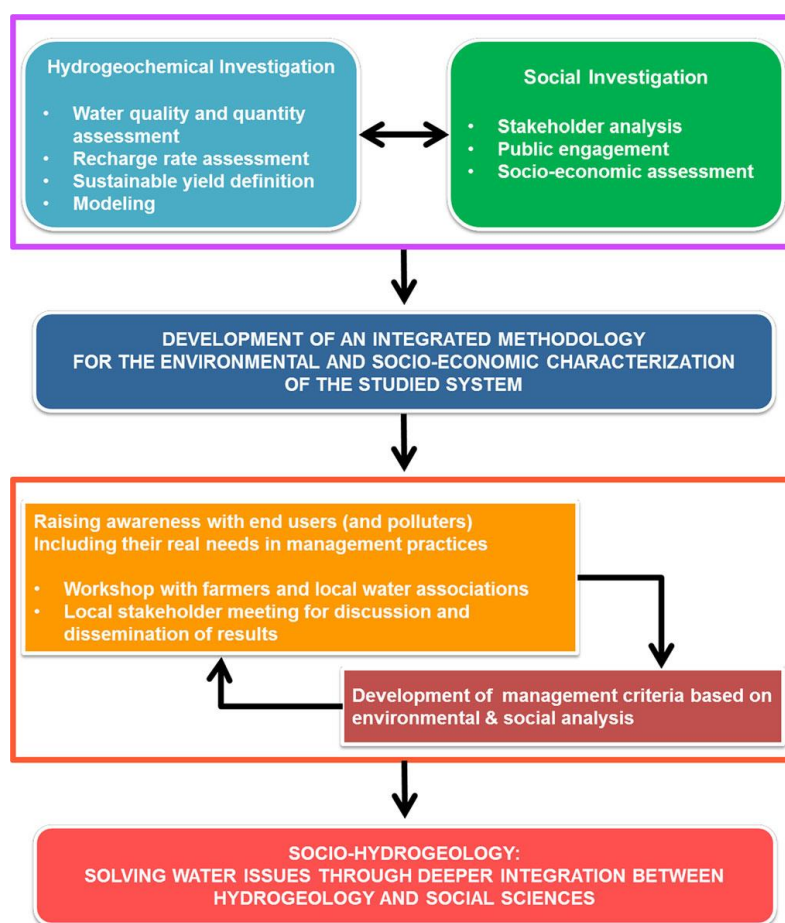 Hydrogeochemical Investigation
• Water quality and quantity
assessment
• Recharge rate assessment
• Sustainable yield definition
• Modeling
Social Investigation
• Stakeholder analysis
• Public engagement
• Socio-economic assessment
DEVELOPMENT OF AN INTEGRATED METHODOLOGY
FOR THE ENVIRONMENTAL AND SOCIO-ECONOMIC CHARACTERIZATION
OF THE STUDIED SYSTEM
Raising awareness with end users (and polluters)
Including their real needs in management practices
• Workshop with farmers and local water associations
• Local stakeholder meeting for discussion and
dissemination of results
Development of management criteria based on
environmental & social analysis
SOCIO-HYDROGEOLOGY:
SOLVING WATER ISSUES THROUGH DEEPER INTEGRATION BETWEEN
HYDROGEOLOGY AND SOCIAL SCIENCES